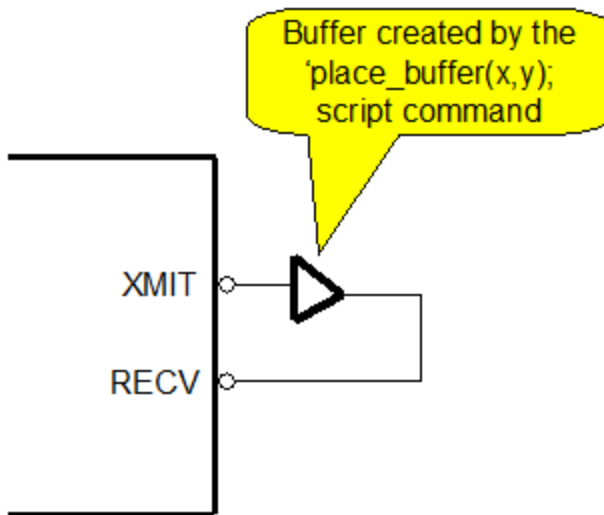 Buffer created by the
‘place_buffer(x,y);
script command
XMIT
RECV